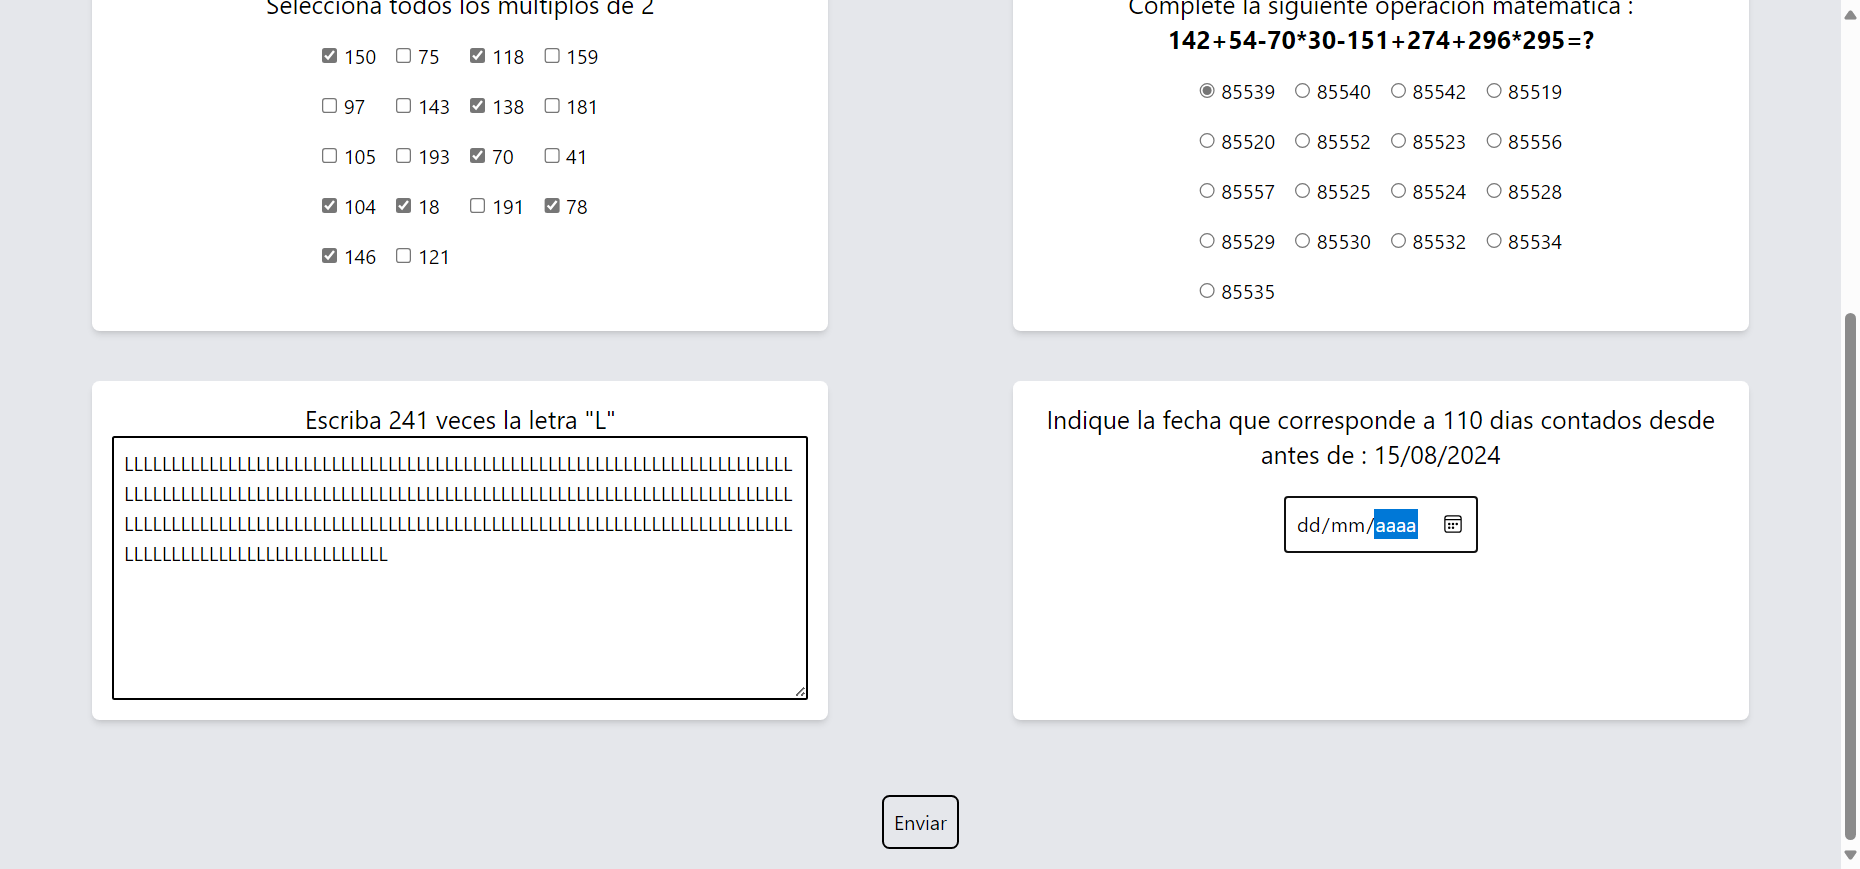 Selecciona todos los multiplos de 2
150 75 118 159
97 143 138 181
105 193 70 41
104 18 191 78
146 121
Complete la siguiente operacion matematica :
142+54-70*30-151+274+296*295=?
85539 85540 85542 85519
85520 85552 85523 85556
85557 85525 85524 85528
85529 85530 85532 85534
85535
Escriba 241 veces la letra "L"
LLLLLLLLLLLLLLLLLLLLLLLLLLLLLLLLLLLLLLLLLLLLLLLLLLLLLLLLLLLLLLLLLLLLLLL
LLLLLLLLLLLLLLLLLLLLLLLLLLLLLLLLLLLLLLLLLLLLLLLLLLLLLLLLLLLLLLLLLLLLLLL
LLLLLLLLLLLLLLLLLLLLLLLLLLLLLLLLLLLLLLLLLLLLLLLLLLLLLLLLLLLLLLLLLLLLLLL
LLLLLLLLLLLLLLLLLLLLLLLLLLLL
Indique la fecha que corresponde a 110 dias contados desde
antes de : 15/08/2024
dd/mm/aaaa
Enviar